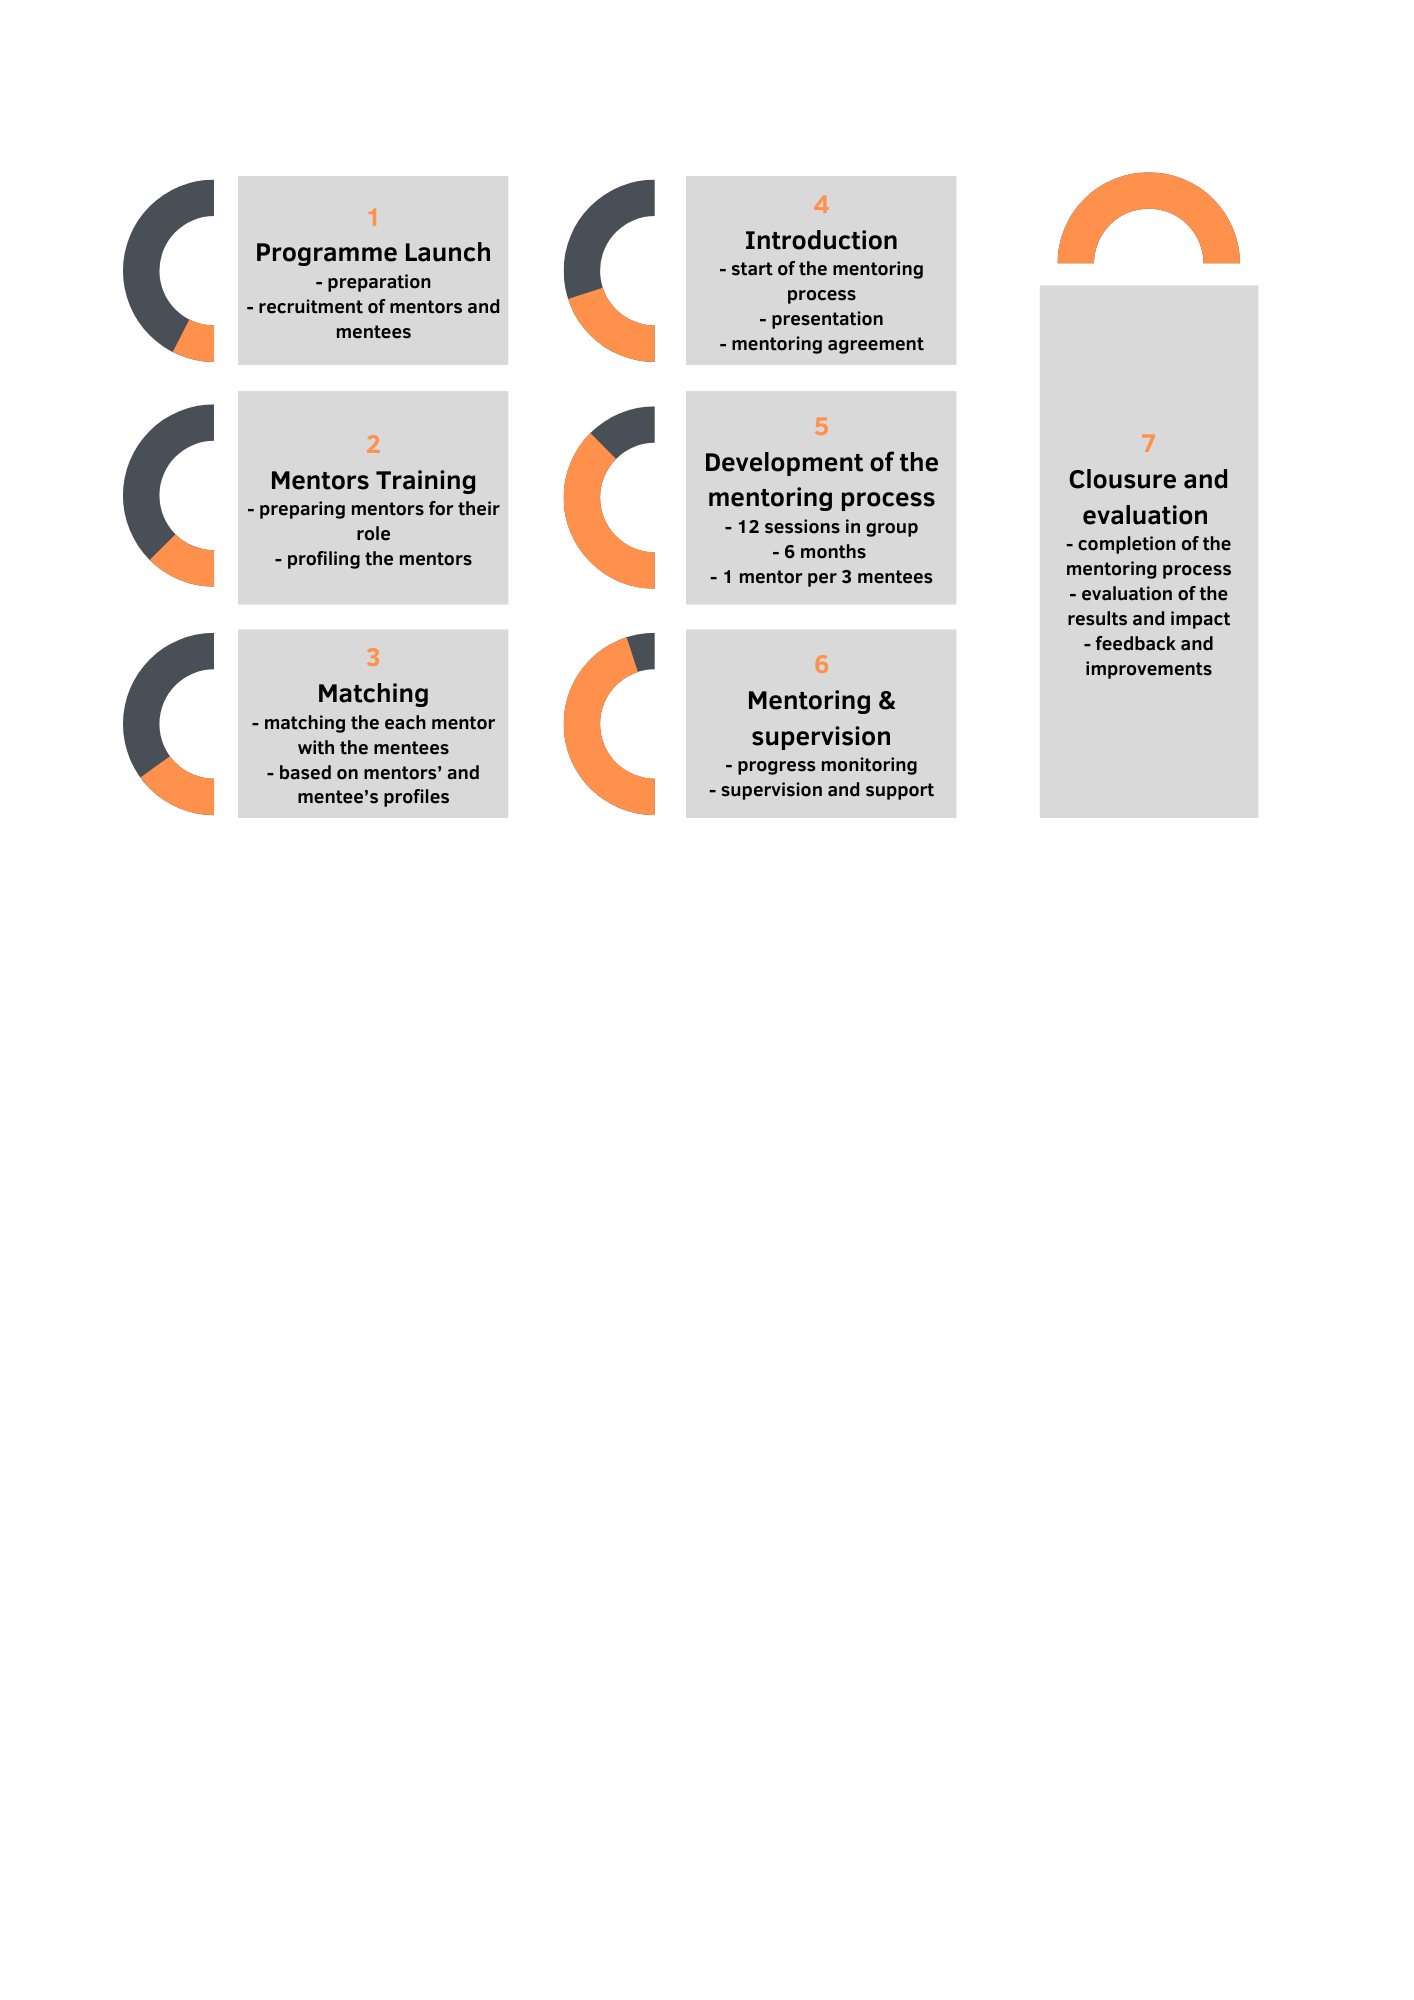 1
Programme Launch
- preparation
- recruitment of mentors and
mentees
2
Mentors Training
- preparing mentors for their
role
- profiling the mentors
3
Matching
- matching the each mentor
with the mentees
- based on mentors’ and
mentee’s profiles
4
Introduction
- start of the mentoring
process
- presentation
- mentoring agreement
5
Development of the
mentoring process
- 12 sessions in group
- 6 months
- 1 mentor per 3 mentees
6
Mentoring &
supervision
- progress monitoring
- supervision and support
7
Clousure and
evaluation
- completion of the
mentoring process
- evaluation of the
results and impact
- feedback and
improvements